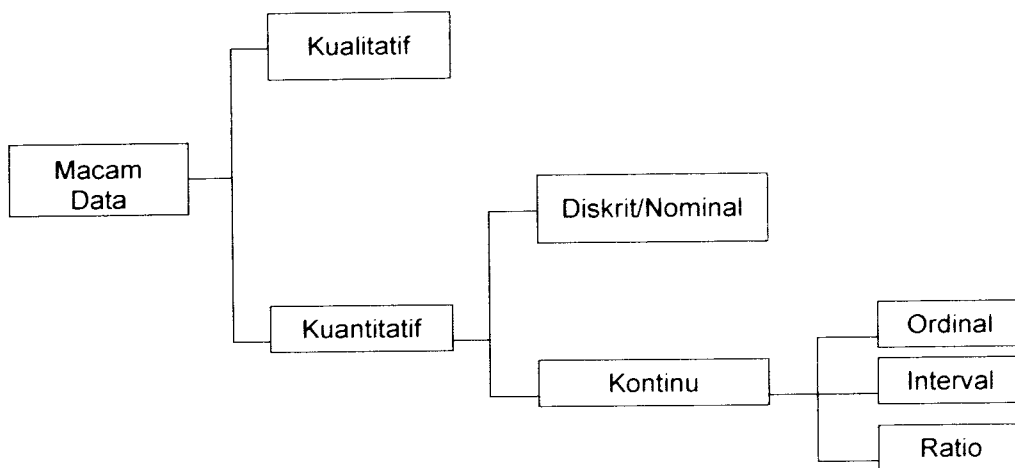 Kualitatif
Macam
Data
Diskrit/Nominal
Kuantitatif
Ordinal
Kontinu
Interval
Ratio